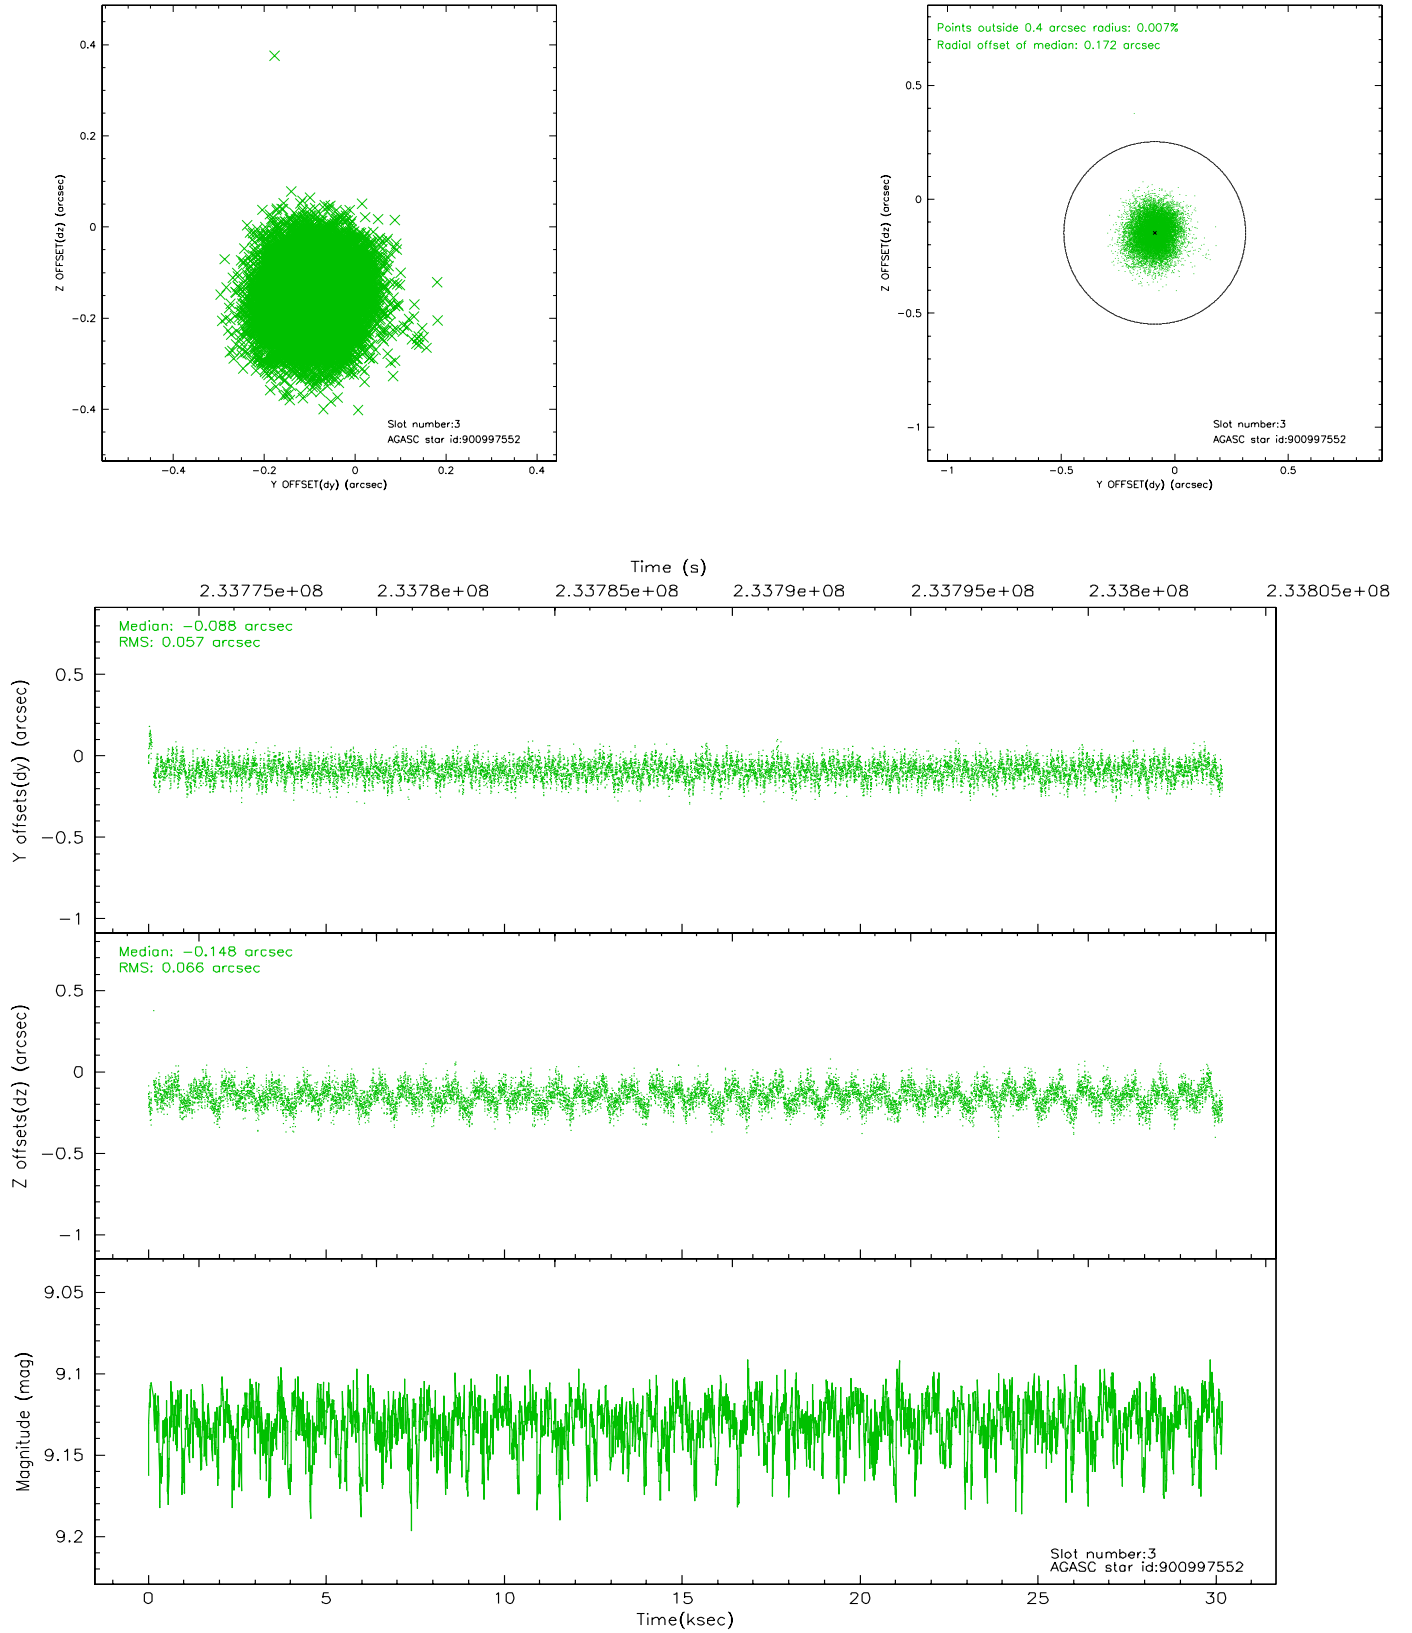 0.4
0.2
0
−0.2
−0.4
Z OFFSET(dz) (arcsec)
Slot number:3
AGASC star id:900997552
−0.4 −0.2 0 0.2 0.4
Y OFFSET(dy) (arcsec)
Points outside 0.4 arcsec radius: 0.007%
Radial offset of median: 0.172 arcsec
0.5
0
−0.5
−1
Z OFFSET(dz) (arcsec)
Slot number:3
AGASC star id:900997552
−1 −0.5 0 0.5
Y OFFSET(dy) (arcsec)
Time (s)
2.33775e+08 2.3378e+08 2.33785e+08 2.3379e+08 2.33795e+08 2.338e+08 2.33805e+08
Median: −0.088 arcsec
RMS: 0.057 arcsec
0.5
0
−0.5
−1
Y offsets(dy) (arcsec)
Median: −0.148 arcsec
RMS: 0.066 arcsec
0.5
0
−0.5
−1
Z offsets(dz) (arcsec)
9.05
9.1
9.15
9.2
Magnitude (mag)
Slot number:3
AGASC star id:900997552
0 5 10 15 20 25 30
Time(ksec)